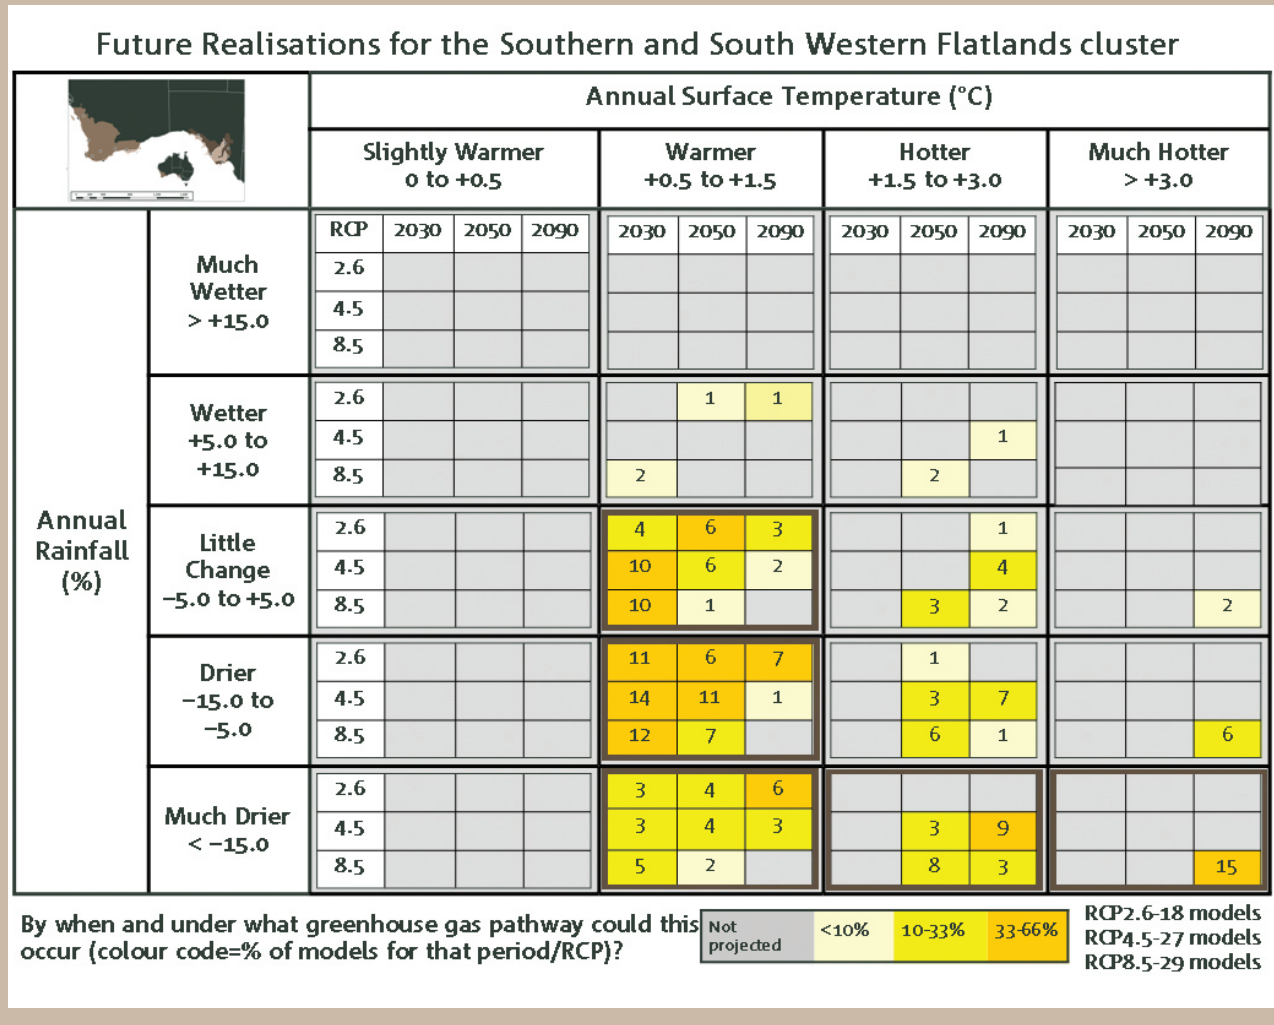 Future Realisations for the Southern and South Western Flatlands cluster
Annual Surface Temperature (°C)
Slightly Warmer
0 to +0.5
Warmer
+0.5 to +1.5
Hotter
+1.5 to +3.0
Much Hotter
> +3.0
Annual
Rainfall
(%)
Much
Wetter
> +15.0
RCP 2030 2050 2090 2030 2050 2090 2030 2050 2090 2030 2050 2090
2.6
4.5
8.5
Wetter
+5.0 to
+15.0
2.6 1 1
4.5 1
8.5 2 2
Little
Change
−5.0 to +5.0
2.6 4 6 3 1
4.5 10 6 2 4
8.5 10 1 3 2 2
Drier
−15.0 to
−5.0
2.6 11 6 7 1
4.5 14 11 1 3 7
8.5 12 7 6 1 6
Much Drier
< −15.0
2.6 3 4 6
4.5 3 4 3 3 9
8.5 5 2 8 3 15
By when and under what greenhouse gas pathway could this
occur (colour code=% of models for that period/RCP)?
Not
projected
<10%
10-33%
33-66%
RCP2.6-18 models
RCP4.5-27 models
RCP8.5-29 models